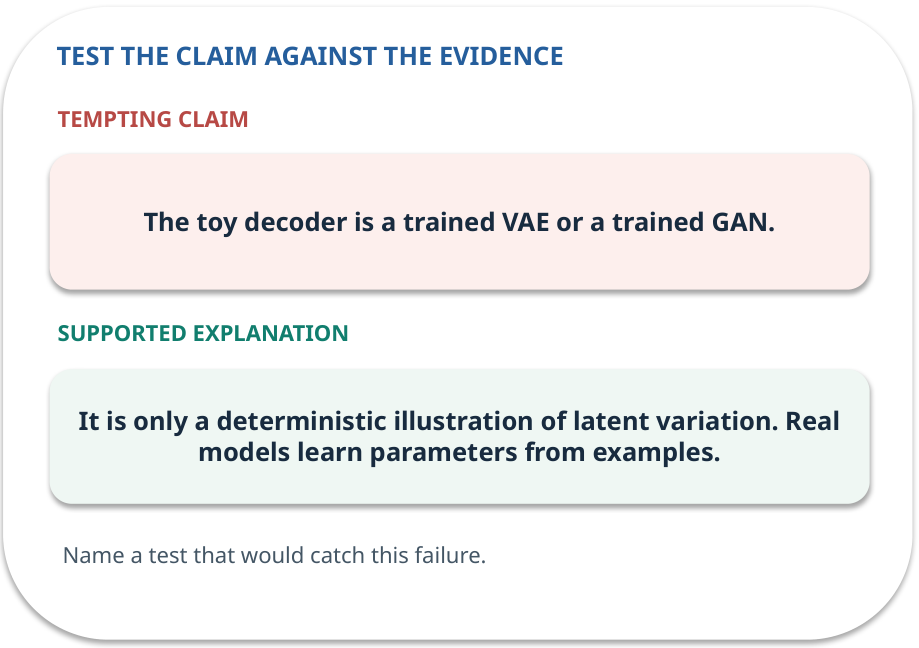 TEST THE CLAIM AGAINST THE EVIDENCE
TEMPTING CLAIM
The toy decoder is a trained VAE or a trained GAN.
SUPPORTED EXPLANATION
It is only a deterministic illustration of latent variation. Real
models learn parameters from examples.
Name a test that would catch this failure.